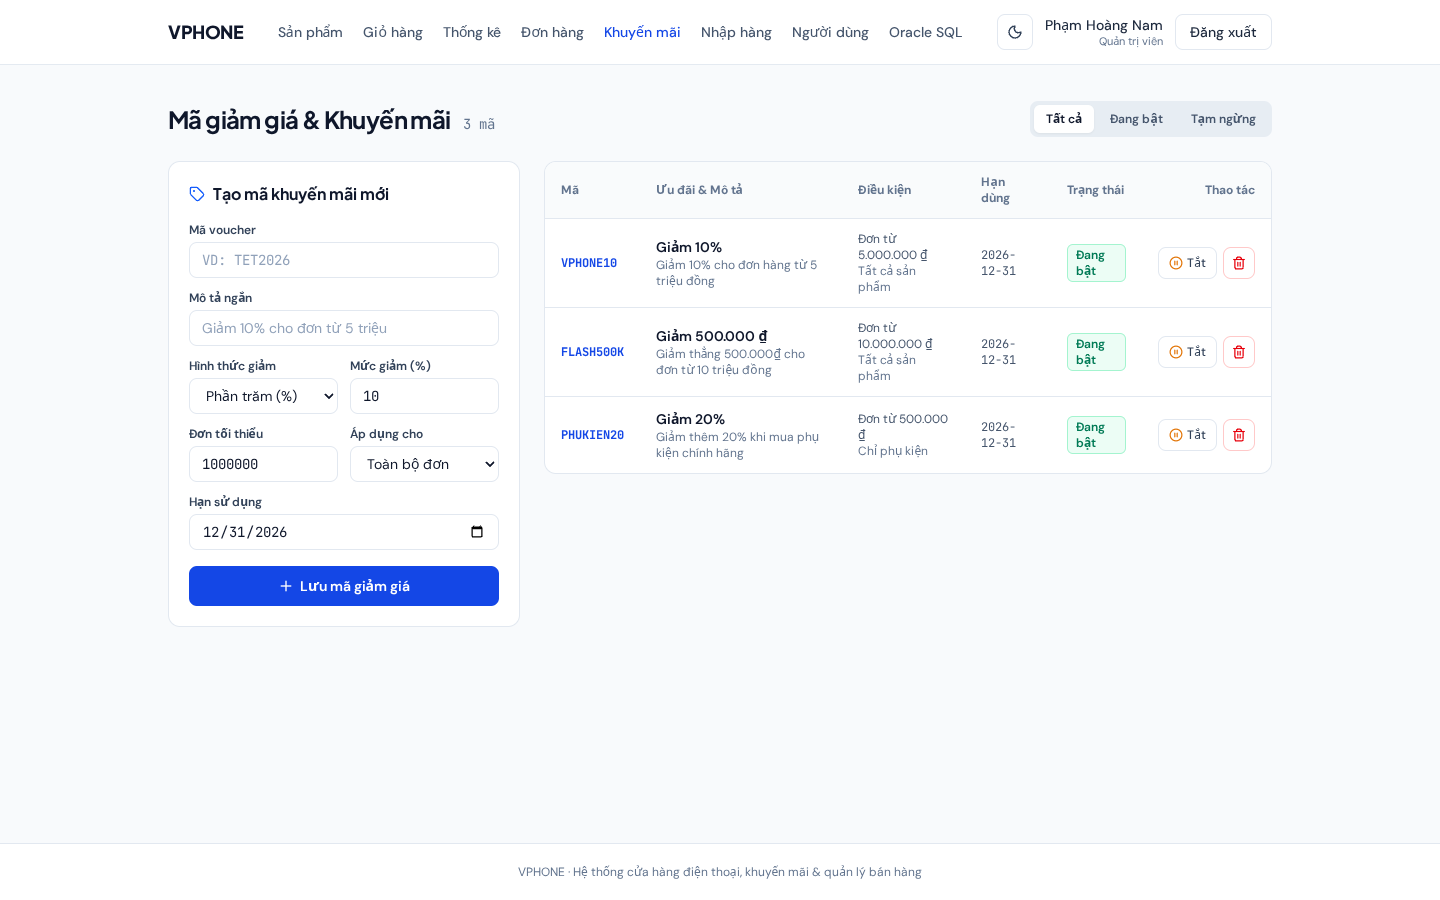 VPHONE
Sản phẩm
Giỏ hàng
Thống kê
Đơn hàng
Khuyến mãi
Nhập hàng
Người dùng
Oracle SQL
Phạm Hoàng Nam
Quản trị viên
Đăng xuất
Mã giảm giá & Khuyến mãi
3 mã
Tất cả
Đang bật
Tạm ngừng
Tạo mã khuyến mãi mới
Mã voucher
VD: TET2026
Mô tả ngắn
Giảm 10% cho đơn từ 5 triệu
Hình thức giảm
Mức giảm (%)
Phần trăm (%)
10
Đơn tối thiểu
Áp dụng cho
1000000
Toàn bộ đơn
Hạn sử dụng
12/31/2026
Lưu mã giảm giá
Mã
Ưu đãi & Mô tả
Điều kiện
Hạn
dùng
Trạng thái
Thao tác
VPHONE10
Giảm 10%
Giảm 10% cho đơn hàng từ 5
triệu đồng
Đơn từ
5.000.000 ₫
Tất cả sản
phẩm
2026-
12-31
Đang
bật
Tắt
FLASH500K
Giảm 500.000 ₫
Giảm thẳng 500.000₫ cho
đơn từ 10 triệu đồng
Đơn từ
10.000.000 ₫
Tất cả sản
phẩm
2026-
12-31
Đang
bật
Tắt
PHUKIEN20
Giảm 20%
Giảm thêm 20% khi mua phụ
kiện chính hãng
Đơn từ 500.000
₫
Chỉ phụ kiện
2026-
12-31
Đang
bật
Tắt
VPHONE · Hệ thống cửa hàng điện thoại, khuyến mãi & quản lý bán hàng